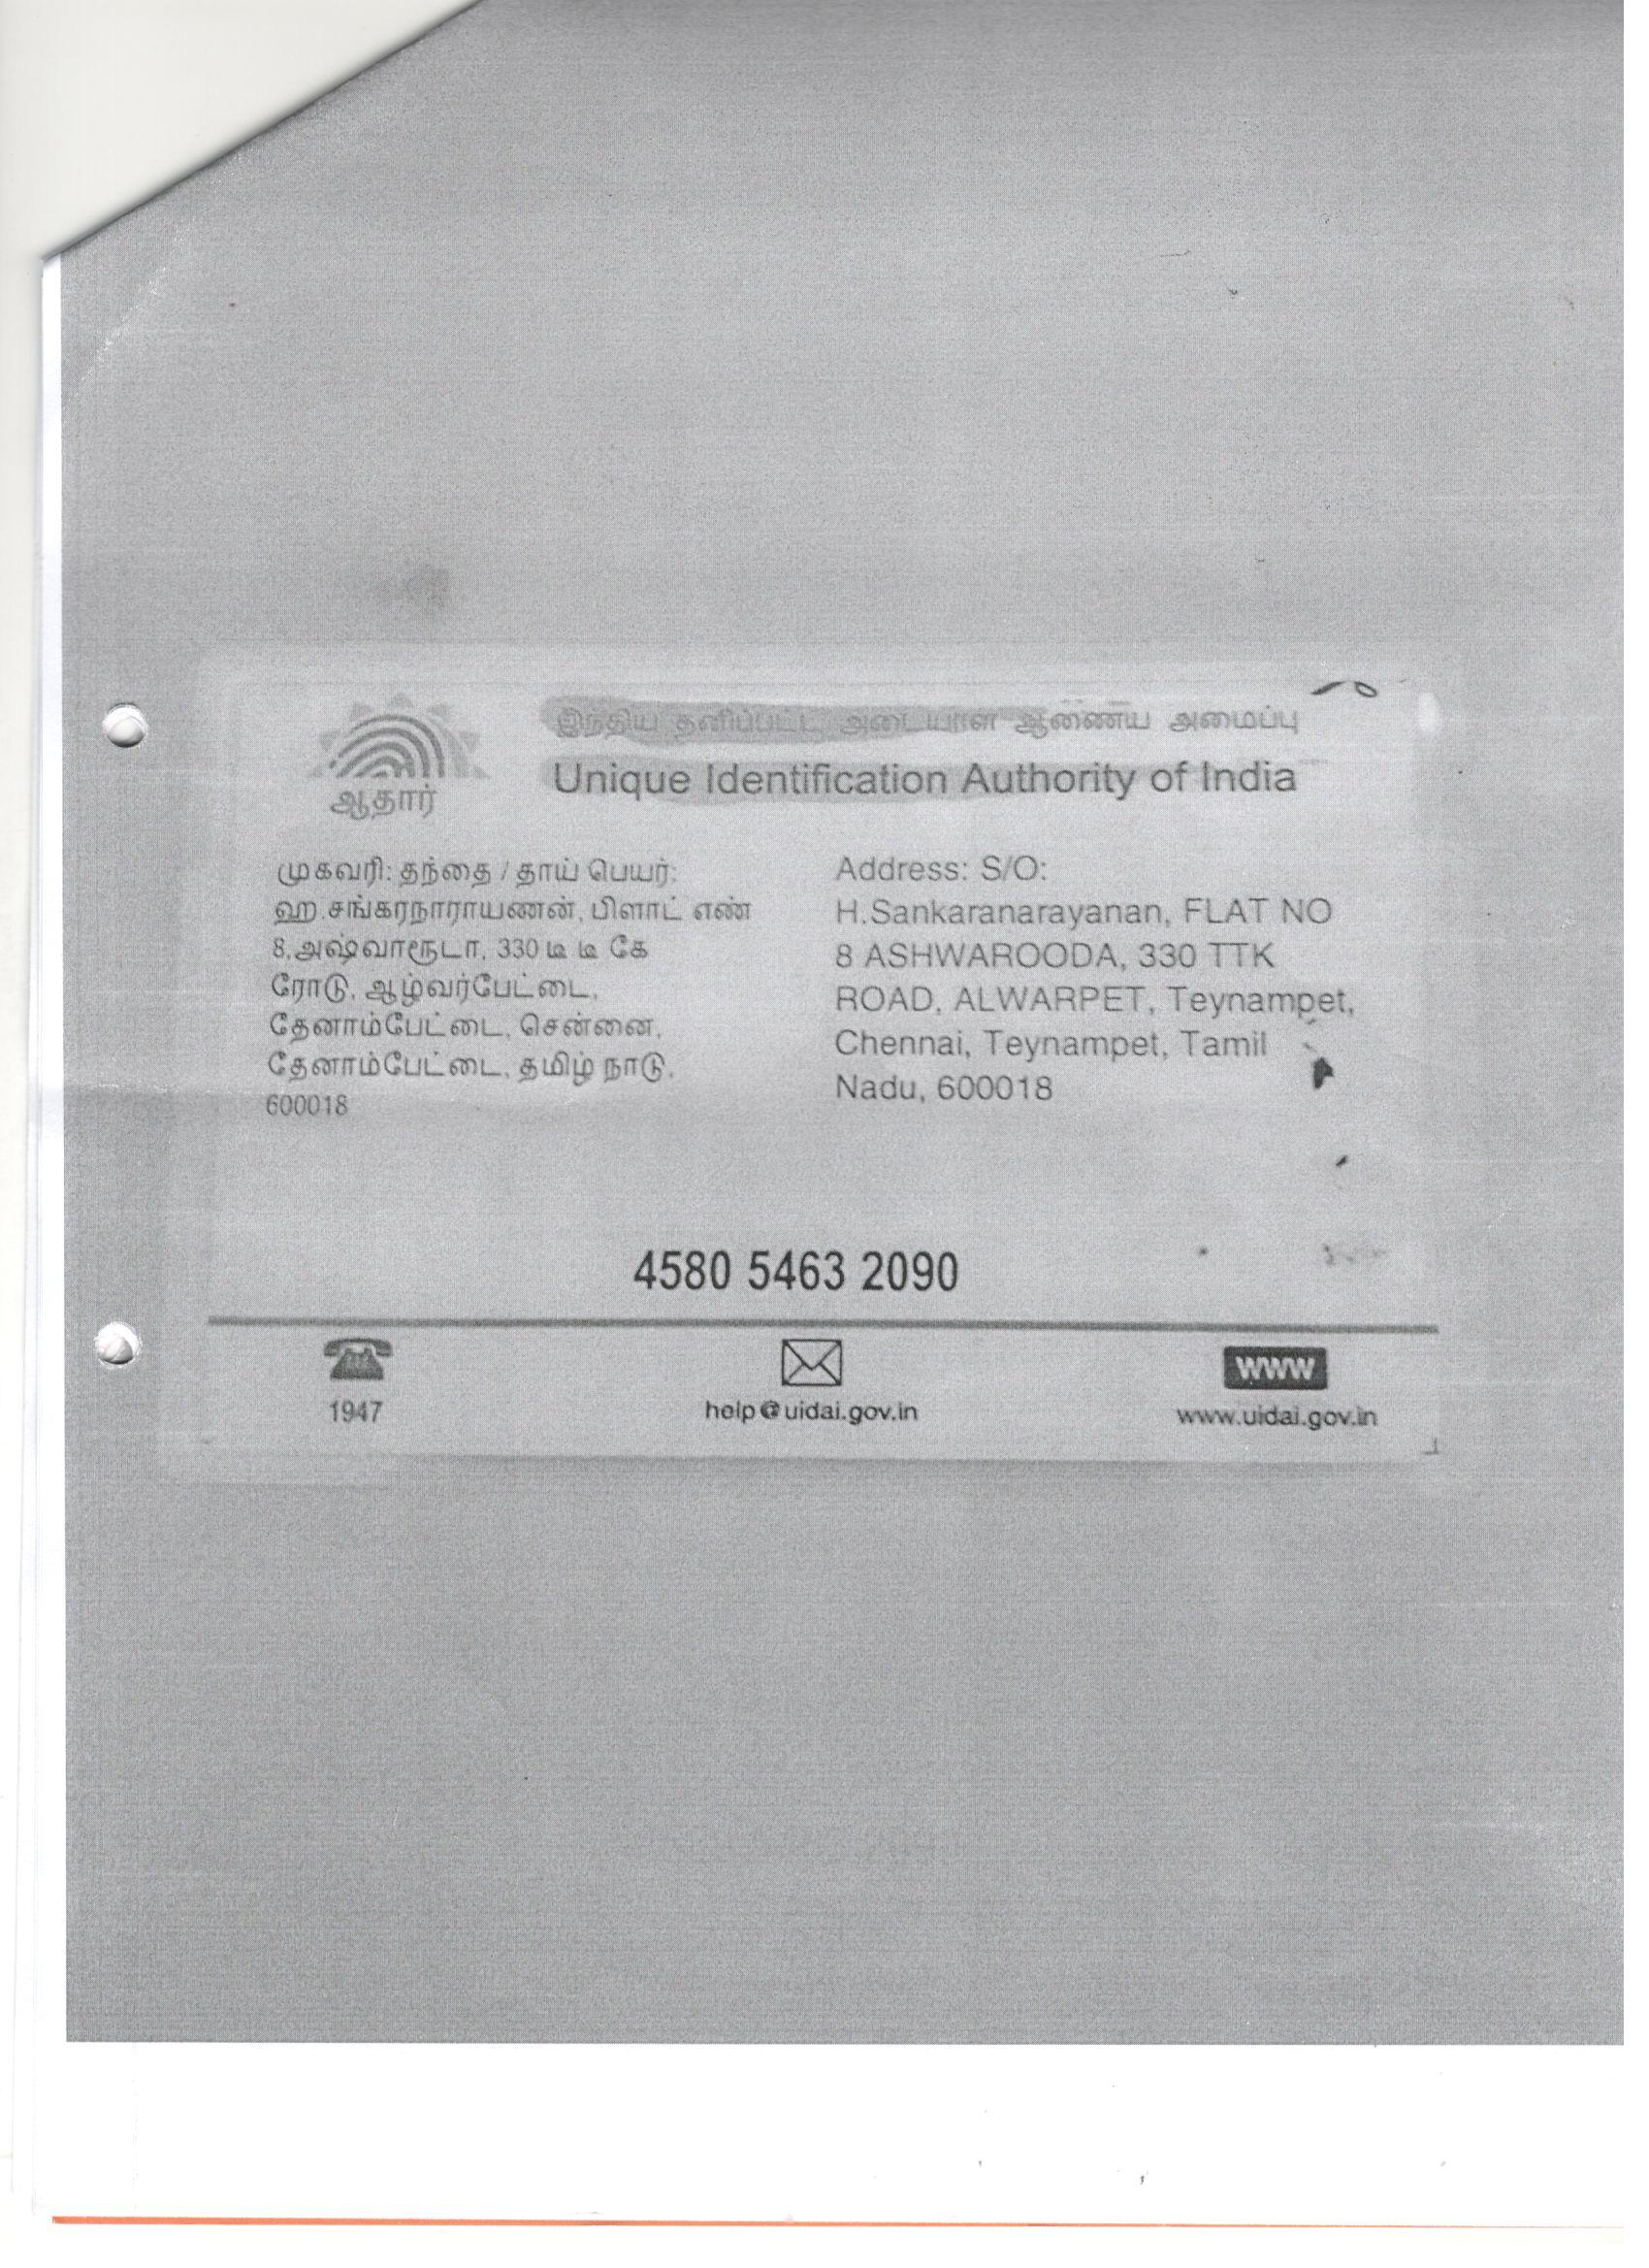 இந்திய தனிப்பட்ட அடையாள ஆணைய அமைப்பு
Unique Identification Authority of India
ஆதார்
முகவரி: தந்தை / தாய் பெயர்:
ஹ.சங்கரநாராயணன், பிளாட் எண்
8,அஷ்வாரூடா, 330 டி டி கே
ரோடு, ஆழ்வர்பேட்டை,
தேனாம்பேட்டை, சென்னை,
தேனாம்பேட்டை, தமிழ் நாடு,
600018
Address: S/O:
H.Sankaranarayanan, FLAT NO
8 ASHWAROODA, 330 TTK
ROAD, ALWARPET, Teynampet,
Chennai, Teynampet, Tamil
Nadu, 600018
4580 5463 2090
1947
help@uidai.gov.in
WWW
www.uidai.gov.in